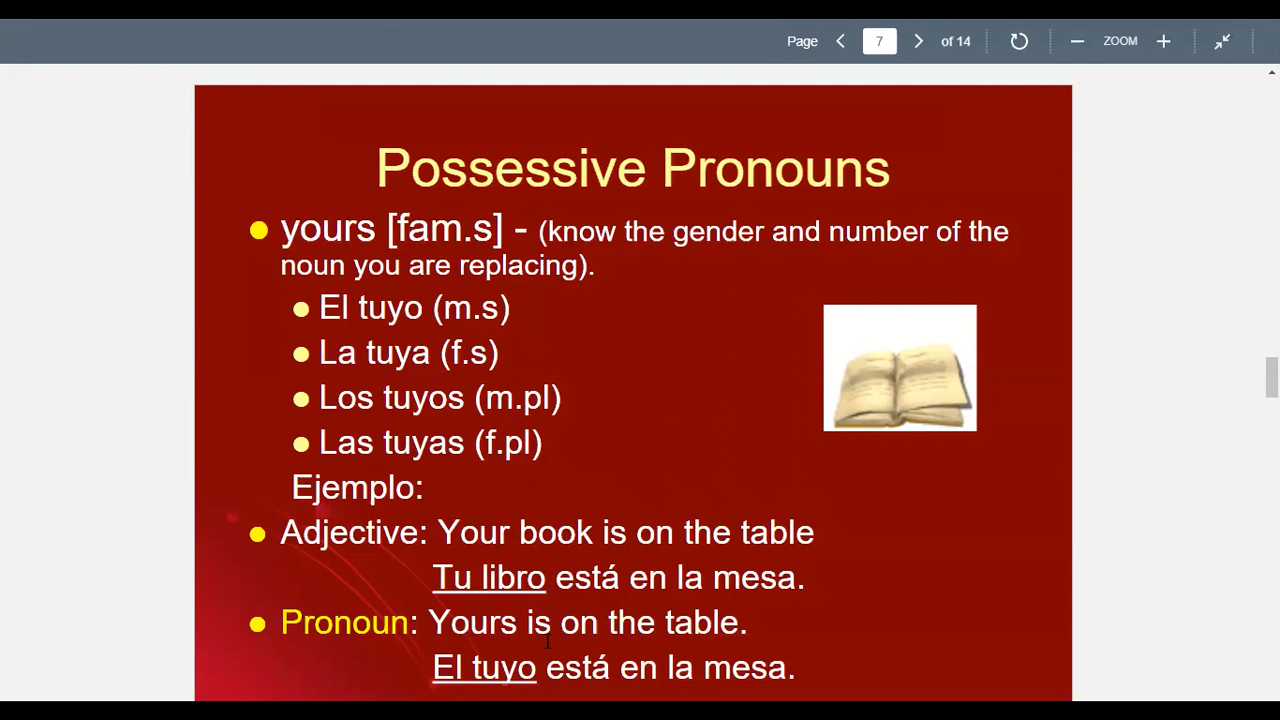 Page 7 of 14 ZOOM
Possessive Pronouns
yours [fam.s] - (know the gender and number of the
noun you are replacing).
El tuyo (m.s)
La tuya (f.s)
Los tuyos (m.pl)
Las tuyas (f.pl)
Ejemplo:
Adjective: Your book is on the table
Tu libro está en la mesa.
Pronoun: Yours is on the table.
El tuyo está en la mesa.